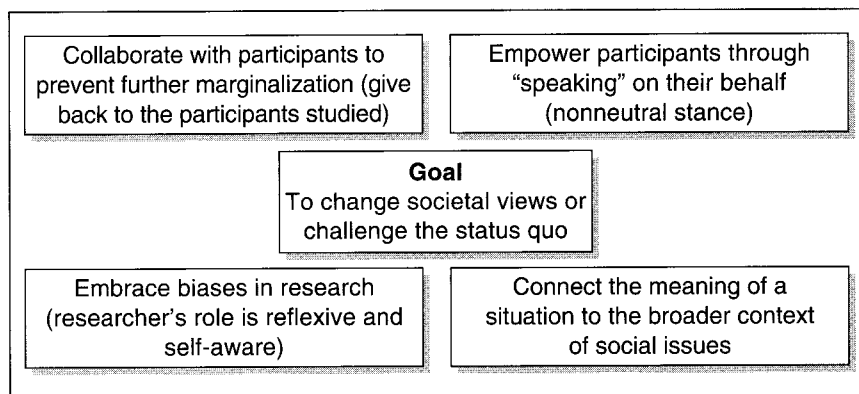 Collaborate with participants to
prevent further marginalization (give
back to the participants studied)
Empower participants through
“speaking” on their behalf
(nonneutral stance)
Goal
To change societal views or
challenge the status quo
Embrace biases in research
(researcher’s role is reflexive and
self-aware)
Connect the meaning of a
situation to the broader context
of social issues